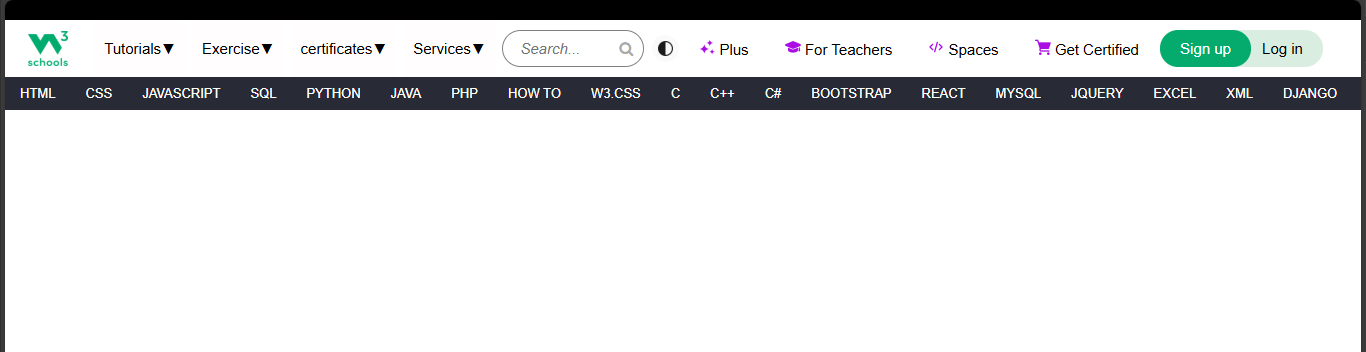 W3 schools Tutorials▼ Exercise▼ certificates▼ Services▼ Search... Plus For Teachers </> Spaces Get Certified Sign up Log in
HTML CSS JAVASCRIPT SQL PYTHON JAVA PHP HOW TO W3.CSS C C++ C# BOOTSTRAP REACT MYSQL JQUERY EXCEL XML DJANGO